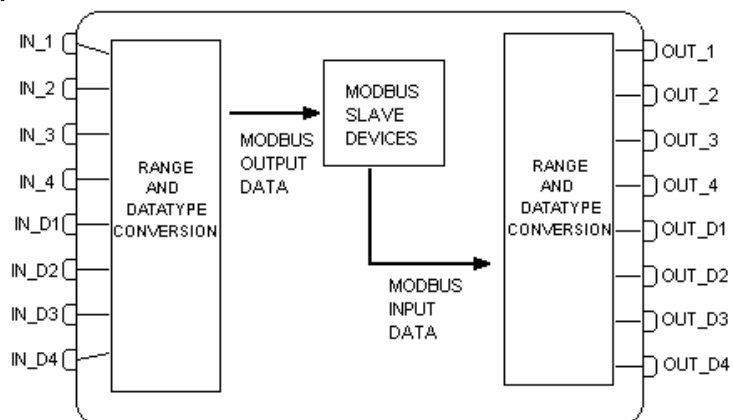 IN_1
IN_2
IN_3
IN_4
IN_D1
IN_D2
IN_D3
IN_D4
RANGE
AND
DATATYPE
CONVERSION
MODBUS
OUTPUT
DATA
MODBUS
SLAVE
DEVICES
MODBUS
INPUT
DATA
RANGE
AND
DATATYPE
CONVERSION
OUT_1
OUT_2
OUT_3
OUT_4
OUT_D1
OUT_D2
OUT_D3
OUT_D4